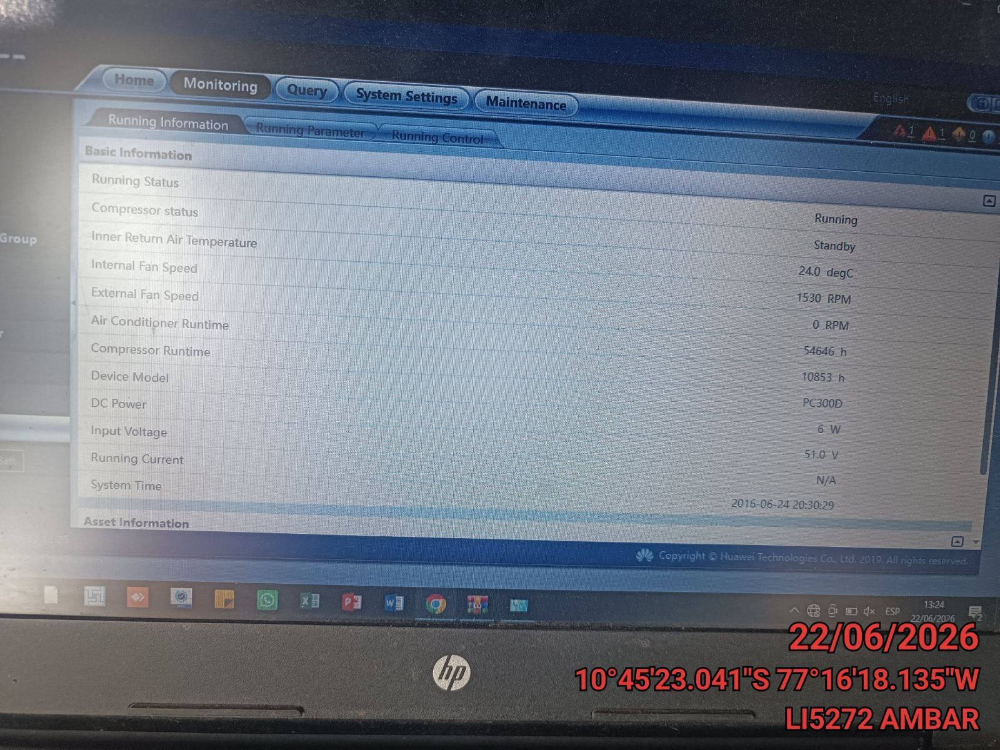 Home Monitoring Query System Settings Maintenance
English
Running Information Running Parameter Running Control
1 1 0
Basic Information
Running Status Running
Compressor status Standby
Inner Return Air Temperature 24.0 degC
Internal Fan Speed 1530 RPM
External Fan Speed 0 RPM
Air Conditioner Runtime 54646 h
Compressor Runtime 10853 h
Device Model PC300D
DC Power 6 W
Input Voltage 51.0 V
Running Current N/A
System Time 2016-06-24 20:30:29
Asset Information
Group
Batt
Copyright © Huawei Technologies Co., Ltd. 2019. All rights reserved.
ESP
13:24
22/06/2026
2
hp
22/06/2026
10°45'23.041"S 77°16'18.135"W
LI5272 AMBAR